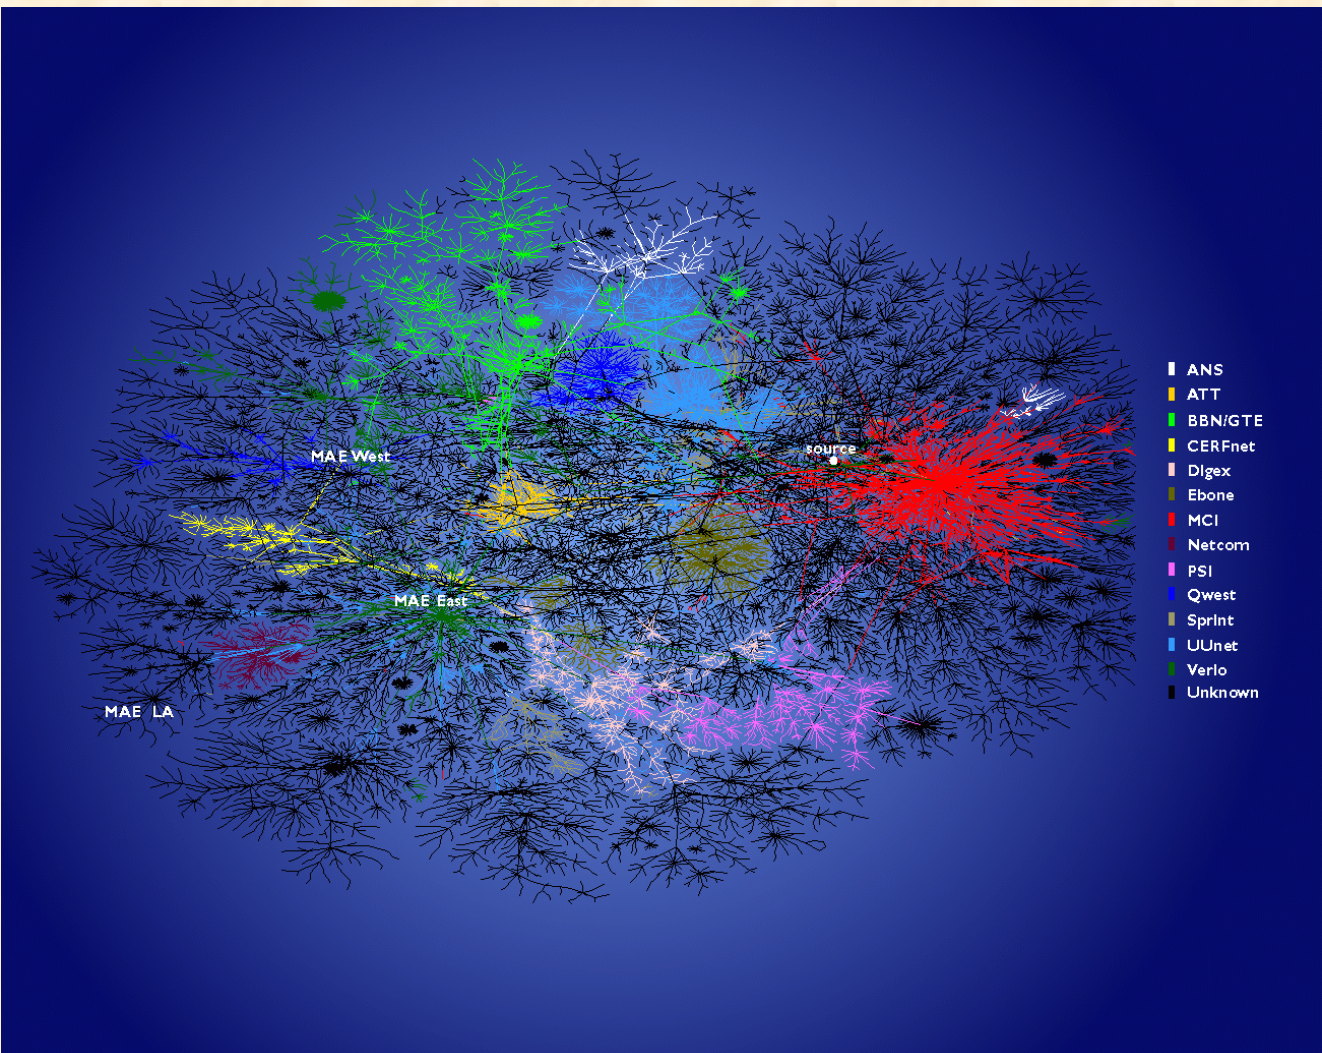 MAE West
source
MAE East
MAE LA
ANS
ATT
BBN/GTE
CERFnet
Digex
Ebone
MCI
Netcom
PSI
Qwest
Sprint
UUnet
Verio
Unknown